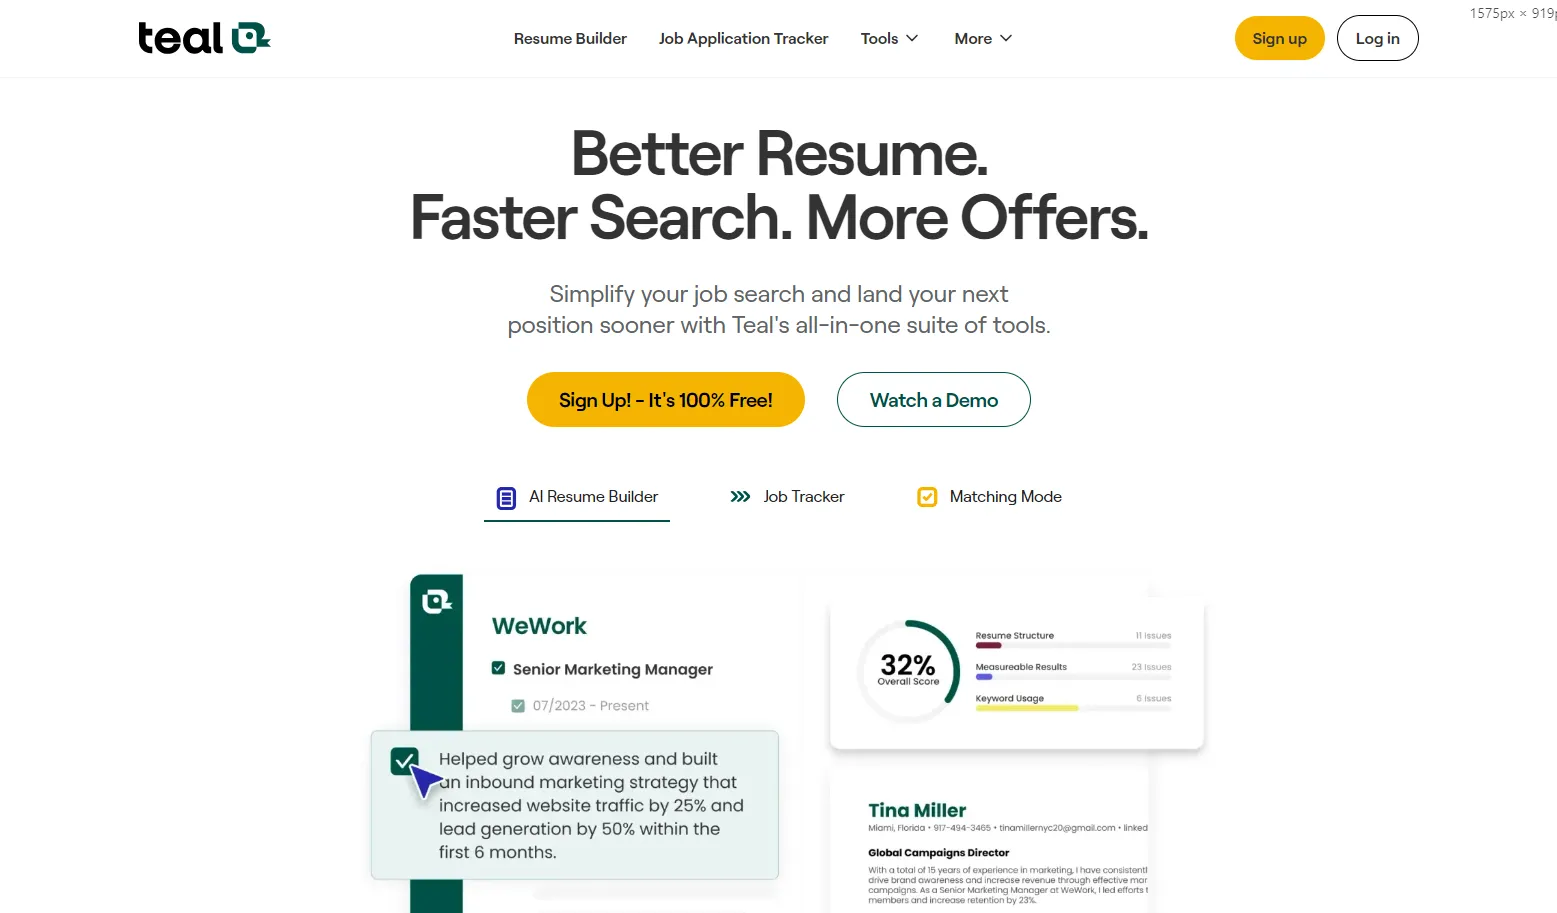 1575px × 919p
teal
Resume Builder
Job Application Tracker
Tools
More
Sign up
Log in
Better Resume.
Faster Search. More Offers.
Simplify your job search and land your next
position sooner with Teal's all-in-one suite of tools.
Sign Up! - It's 100% Free!
Watch a Demo
AI Resume Builder
Job Tracker
Matching Mode
WeWork
Senior Marketing Manager
07/2023 - Present
Helped grow awareness and built
an inbound marketing strategy that
increased website traffic by 25% and
lead generation by 50% within the
first 6 months.
32%
Overall Score
Resume Structure
11 Issues
Measureable Results
23 Issues
Keyword Usage
6 Issues
Tina Miller
Miami, Florida • 917-494-3465 • tinamillernyc20@gmail.com • linked
Global Campaigns Director
With a total of 15 years of experience in marketing, I have consistentl
drive brand awareness and increase revenue through effective mar
campaigns. As a Senior Marketing Manager at WeWork, I led efforts t
members and increase retention by 23%.